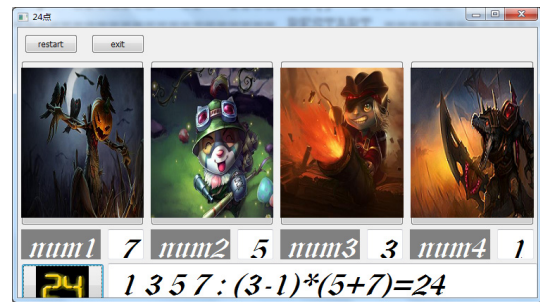 24点
restart exit
num1 7 num2 5 num3 3 num4 1
24 1 3 5 7 : (3-1)*(5+7)=24